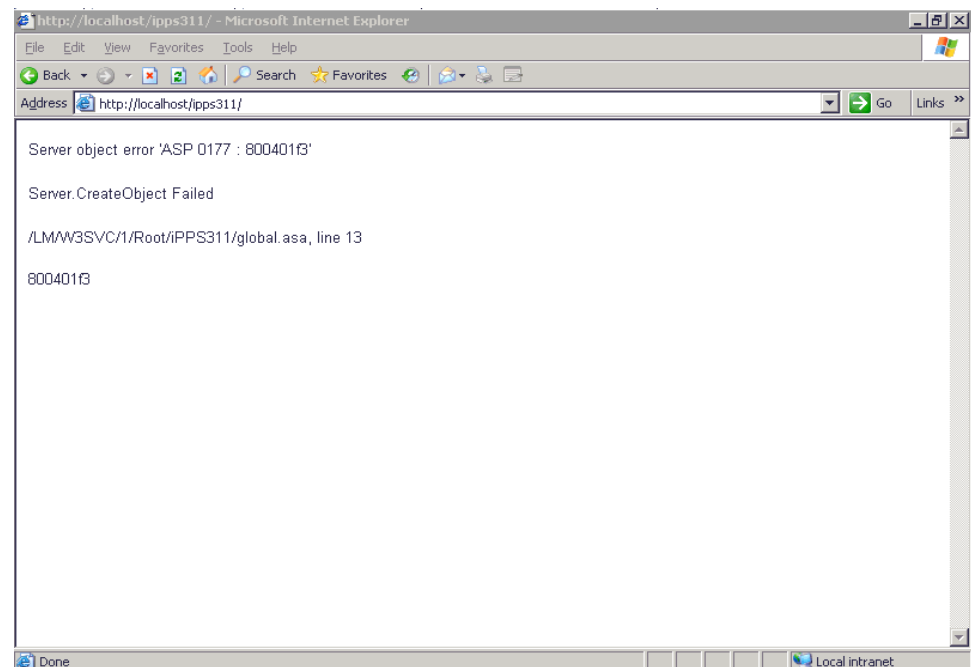 http://localhost/ipps311/ - Microsoft Internet Explorer
File Edit View Favorites Tools Help
Back Search Favorites
Address http://localhost/ipps311/ Go Links »
Server object error 'ASP 0177 : 800401f3'
Server.CreateObject Failed
/LM/W3SVC/1/Root/iPPS311/global.asa, line 13
800401f3
Done Local intranet